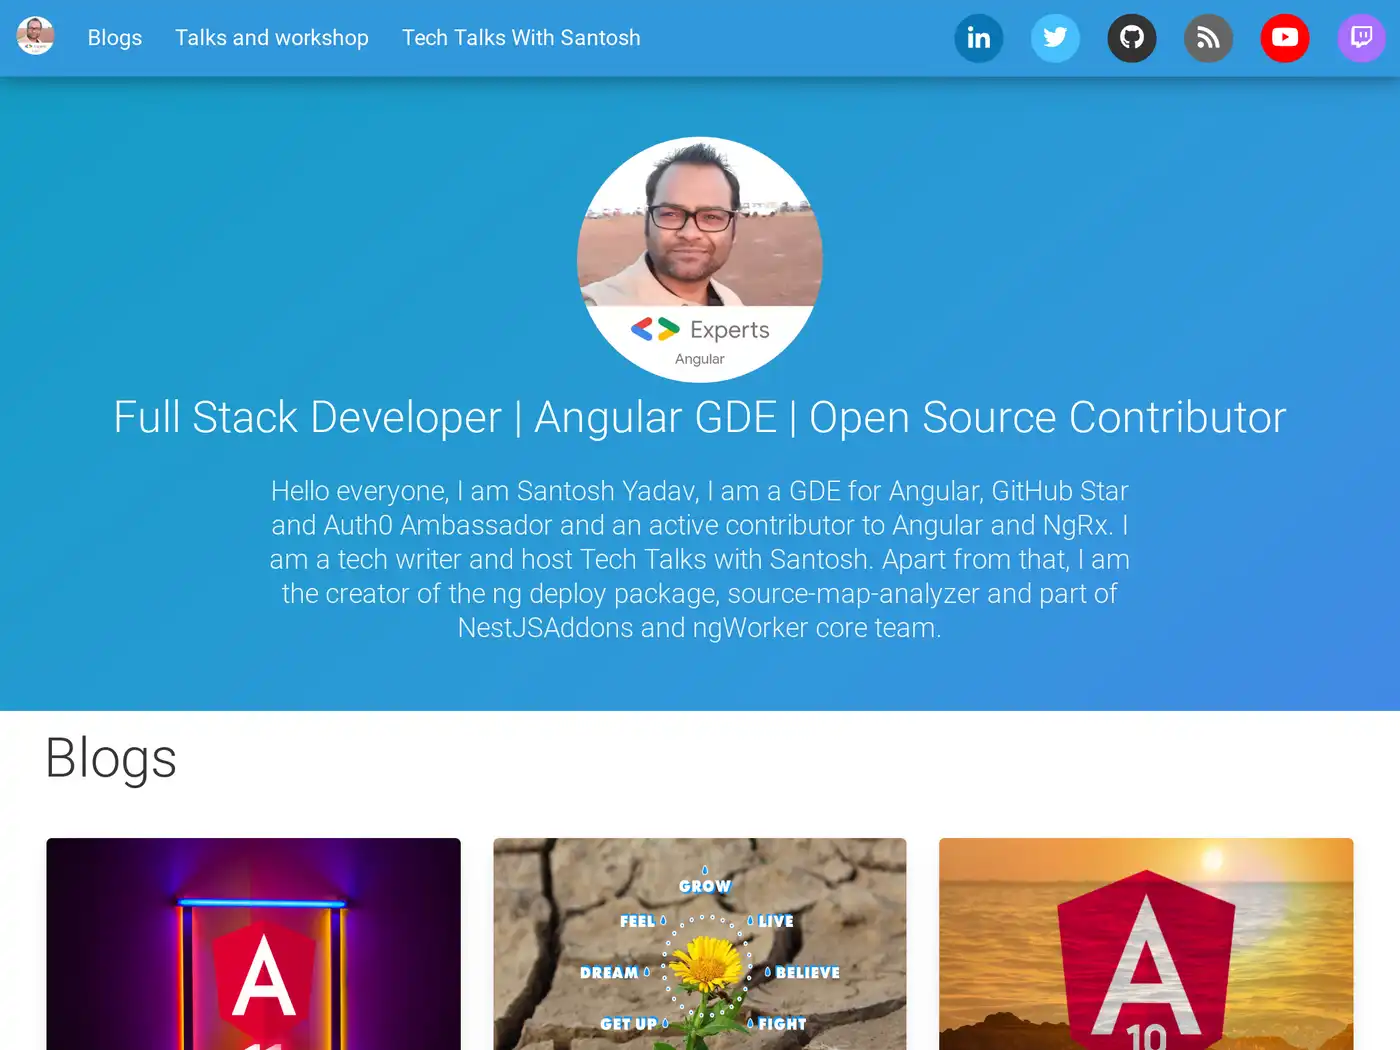 Blogs
Talks and workshop
Tech Talks With Santosh
Experts
Angular
Full Stack Developer | Angular GDE | Open Source Contributor
Hello everyone, I am Santosh Yadav, I am a GDE for Angular, GitHub Star
and Auth0 Ambassador and an active contributor to Angular and NgRx. I
am a tech writer and host Tech Talks with Santosh. Apart from that, I am
the creator of the ng deploy package, source-map-analyzer and part of
NestJSAddons and ngWorker core team.
Blogs
A
GROW
FEEL
LIVE
DREAM
BELIEVE
GET UP
FIGHT
A
10